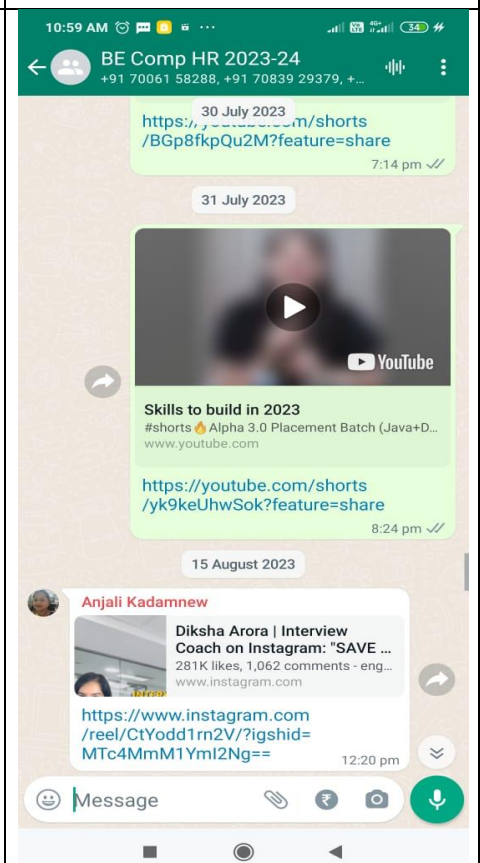 10:59 AM
4G+
34
BE Comp HR 2023-24
+91 70061 58288, +91 70839 29379, +...
30 July 2023
/shorts
/BGp8fkpQu2M?feature=share
7:14 pm
31 July 2023
YouTube
Skills to build in 2023
#shorts🔥Alpha 3.0 Placement Batch (Java+D...
www.youtube.com
https://youtube.com/shorts
/yk9keUhwSok?feature=share
8:24 pm
15 August 2023
Anjali Kadamnew
Diksha Arora | Interview
Coach on Instagram: "SAVE ...
281K likes, 1,062 comments - eng...
www.instagram.com
https://www.instagram.com
/reel/CtYodd1rn2V/?igshid=
MTc4MmM1YmI2Ng==
12:20 pm
Message